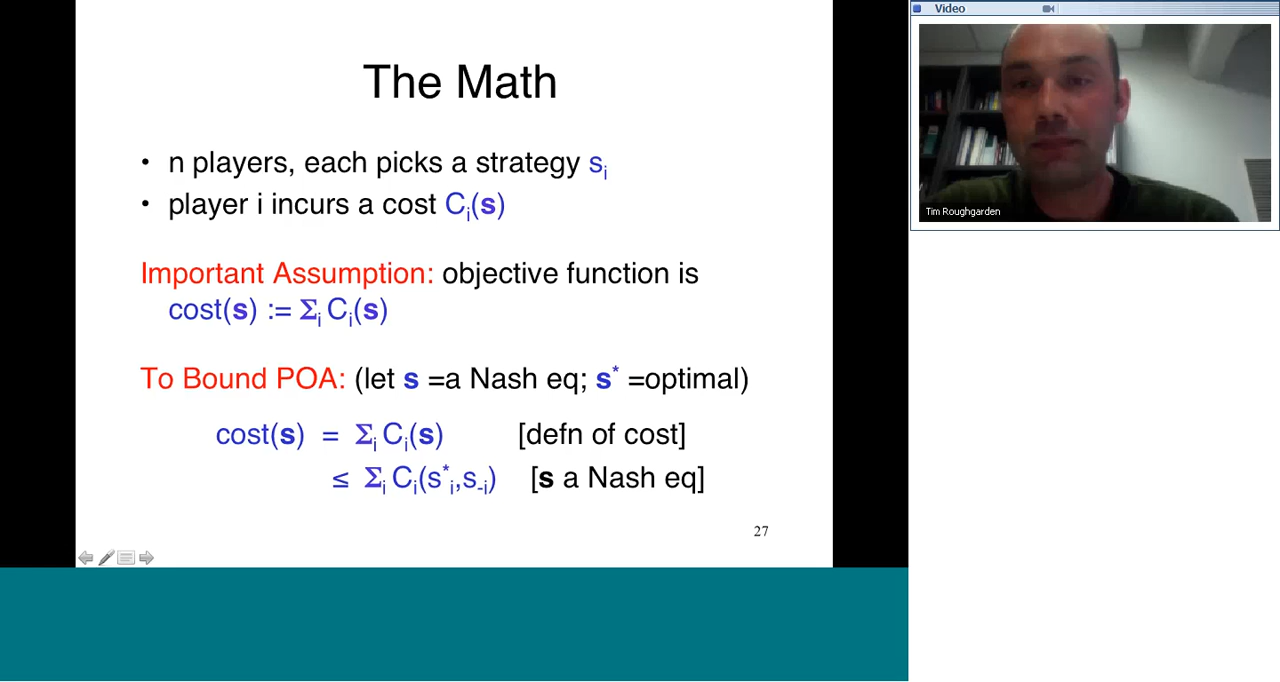 The Math
• n players, each picks a strategy sᵢ
• player i incurs a cost Cᵢ(s)
Important Assumption: objective function is
cost(s) := Σᵢ Cᵢ(s)
To Bound POA: (let s =a Nash eq; s* =optimal)
cost(s) = Σᵢ Cᵢ(s) [defn of cost]
≤ Σᵢ Cᵢ(s*ᵢ,s₋ᵢ) [s a Nash eq]
27
Video
Tim Roughgarden